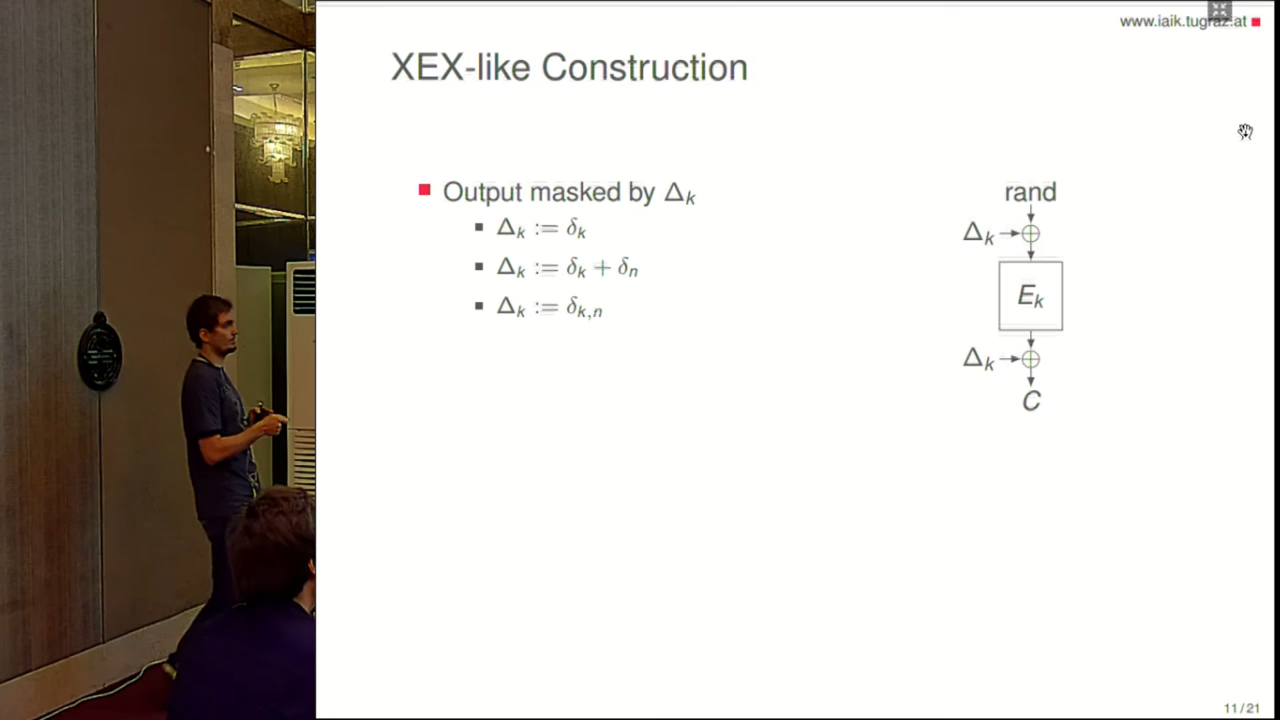 www.iaik.tugraz.at
XEX-like Construction
Output masked by Δₖ
Δₖ := δₖ
Δₖ := δₖ + δₙ
Δₖ := δₖ,ₙ
rand
Δₖ
Eₖ
Δₖ
C
11 / 21